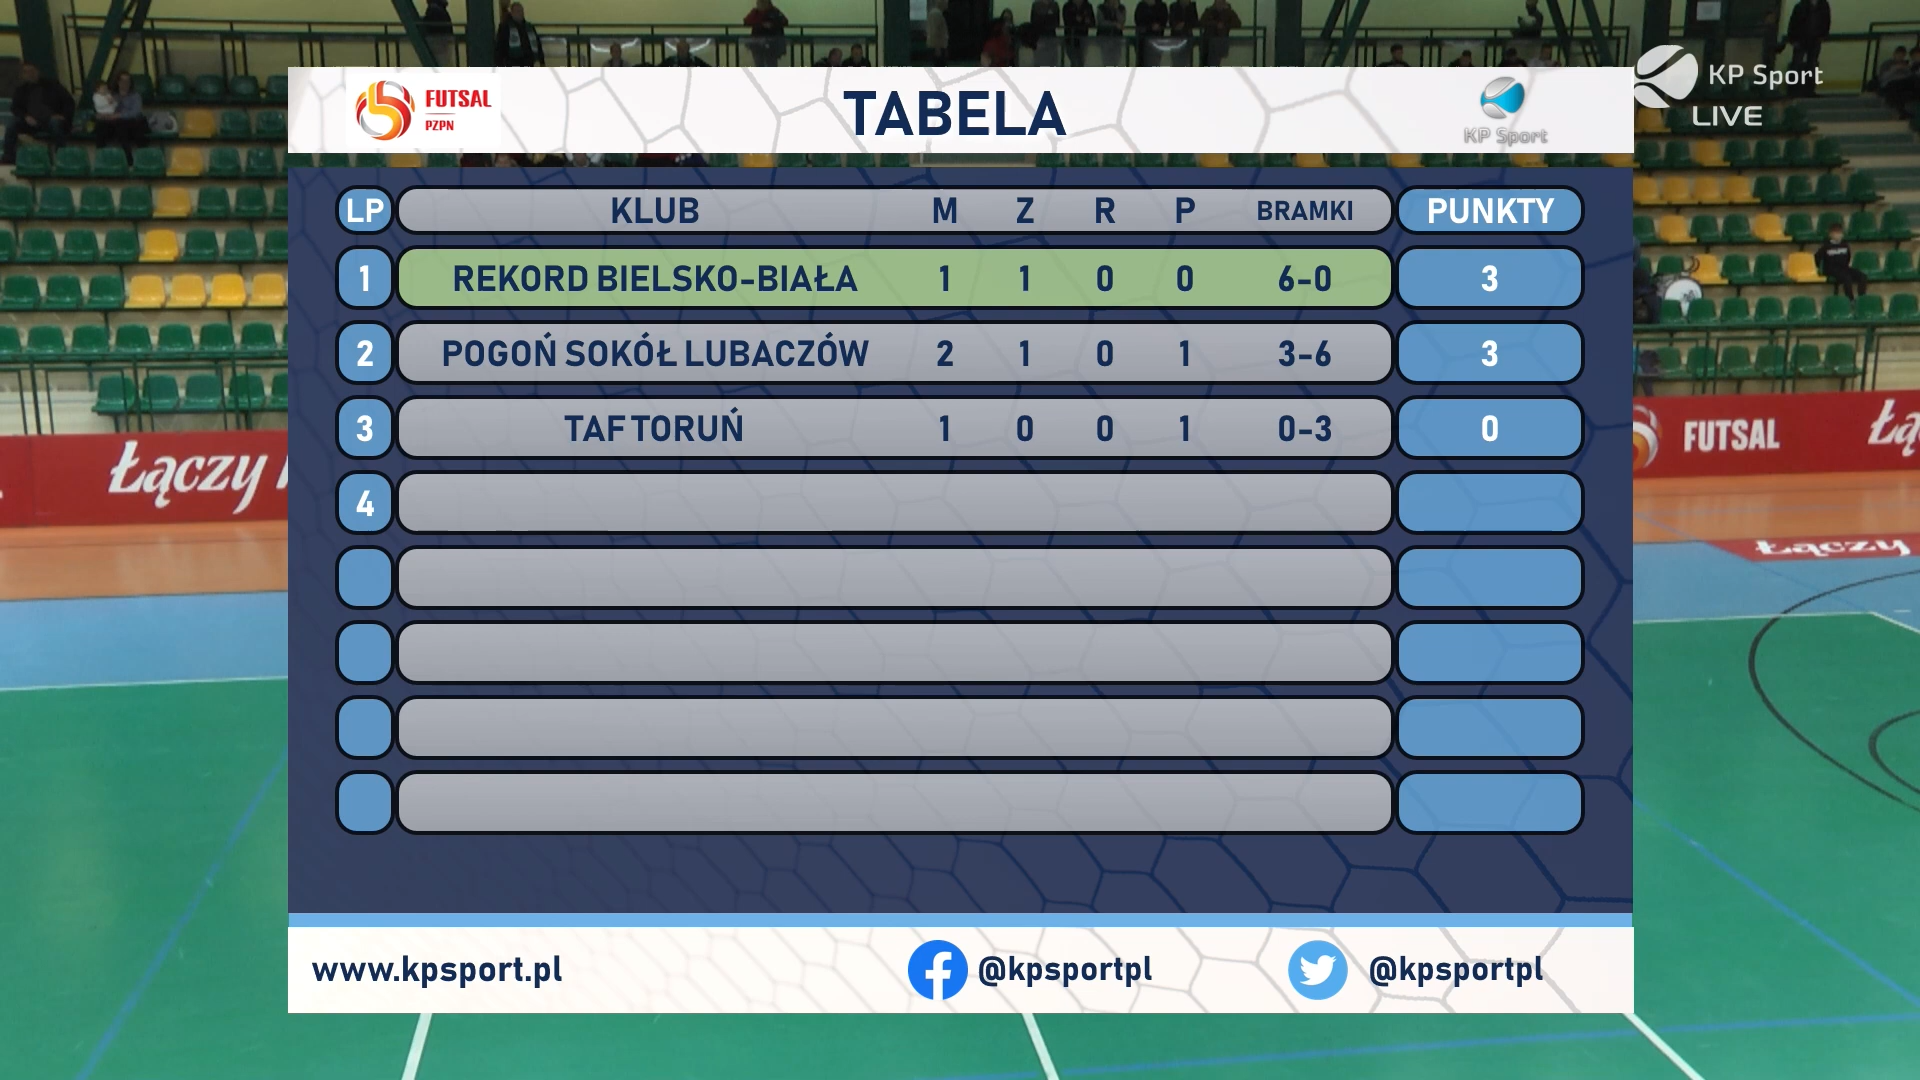 KP Sport
LIVE
FUTSAL
PZPN
TABELA
KP Sport
LP KLUB M Z R P BRAMKI PUNKTY
1 REKORD BIELSKO-BIAŁA 1 1 0 0 6-0 3
2 POGOŃ SOKÓŁ LUBACZÓW 2 1 0 1 3-6 3
3 TAF TORUŃ 1 0 0 1 0-3 0
4
Łączy
FUTSAL
Łączy
www.kpsport.pl @kpsportpl @kpsportpl